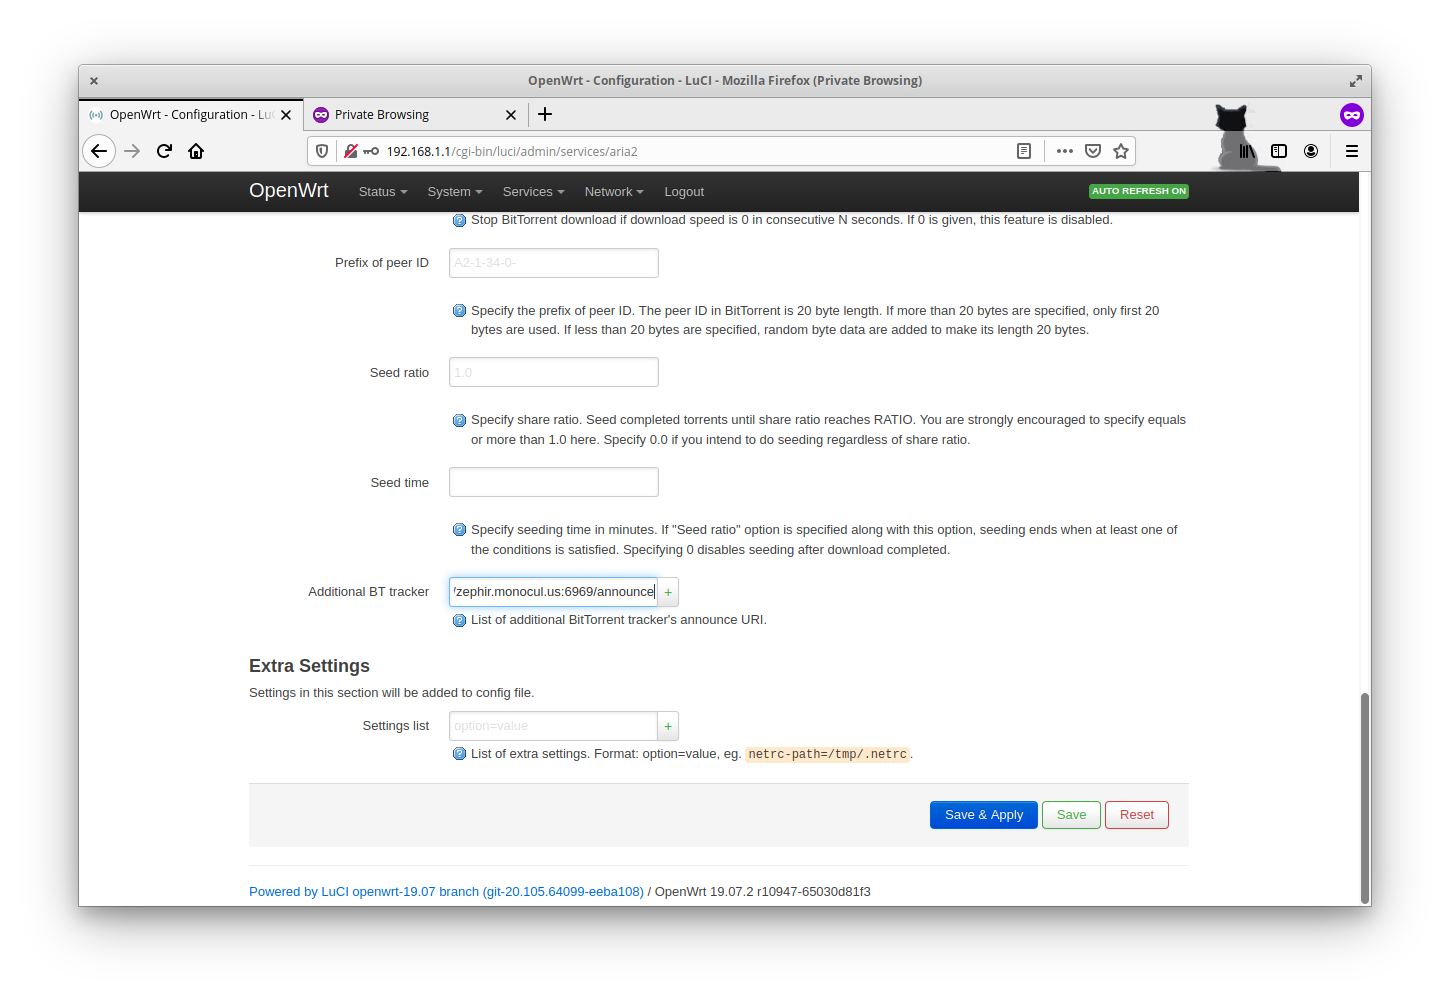 OpenWrt - Configuration - LuCI - Mozilla Firefox (Private Browsing)
OpenWrt - Configuration - LuC
Private Browsing
192.168.1.1/cgi-bin/luci/admin/services/aria2
OpenWrt Status System Services Network Logout AUTO REFRESH ON
Stop BitTorrent download if download speed is 0 in consecutive N seconds. If 0 is given, this feature is disabled.
Prefix of peer ID A2-1-34-0-
Specify the prefix of peer ID. The peer ID in BitTorrent is 20 byte length. If more than 20 bytes are specified, only first 20
bytes are used. If less than 20 bytes are specified, random byte data are added to make its length 20 bytes.
Seed ratio 1.0
Specify share ratio. Seed completed torrents until share ratio reaches RATIO. You are strongly encouraged to specify equals
or more than 1.0 here. Specify 0.0 if you intend to do seeding regardless of share ratio.
Seed time
Specify seeding time in minutes. If "Seed ratio" option is specified along with this option, seeding ends when at least one of
the conditions is satisfied. Specifying 0 disables seeding after download completed.
Additional BT tracker /zephir.monocul.us:6969/announce +
List of additional BitTorrent tracker's announce URI.
Extra Settings
Settings in this section will be added to config file.
Settings list option=value +
List of extra settings. Format: option=value, eg. netrc-path=/tmp/.netrc.
Save & Apply Save Reset
Powered by LuCI openwrt-19.07 branch (git-20.105.64099-eeba108) / OpenWrt 19.07.2 r10947-65030d81f3